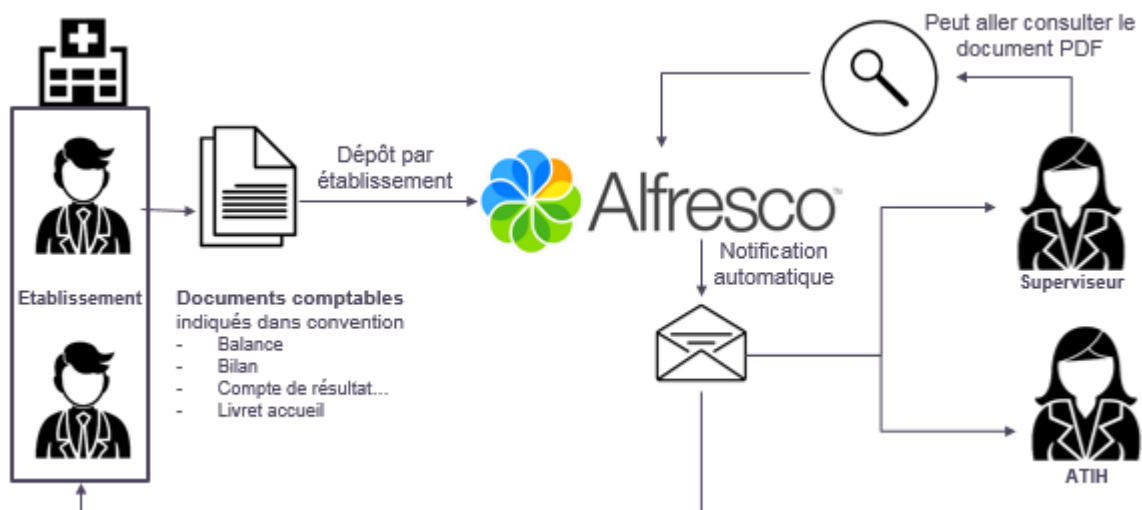 Peut aller consulter le
document PDF
Dépôt par
établissement
Alfresco™
Notification
automatique
Etablissement
Documents comptables
indiqués dans convention
- Balance
- Bilan
- Compte de résultat...
- Livret accueil
Superviseur
ATIH